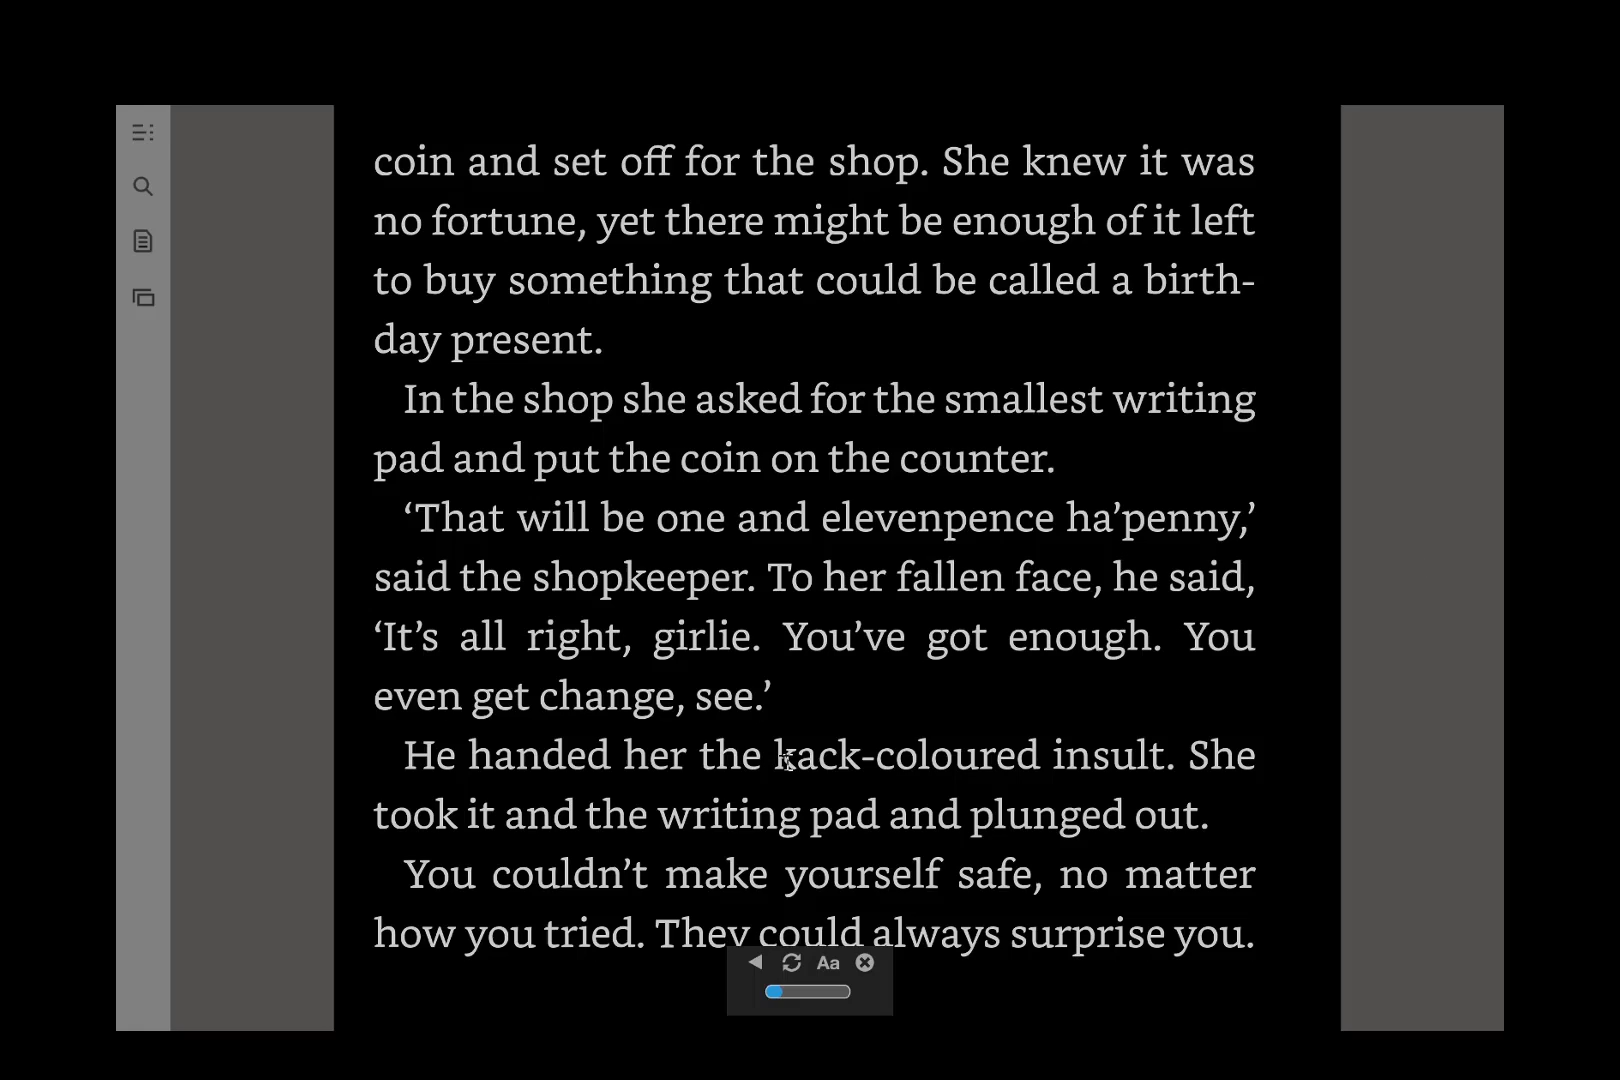 coin and set off for the shop. She knew it was
no fortune, yet there might be enough of it left
to buy something that could be called a birth-
day present.
In the shop she asked for the smallest writing
pad and put the coin on the counter.
‘That will be one and elevenpence ha’penny,’
said the shopkeeper. To her fallen face, he said,
‘It’s all right, girlie. You’ve got enough. You
even get change, see.’
He handed her the kack-coloured insult. She
took it and the writing pad and plunged out.
You couldn’t make yourself safe, no matter
how you tried. They could always surprise you.
Aa